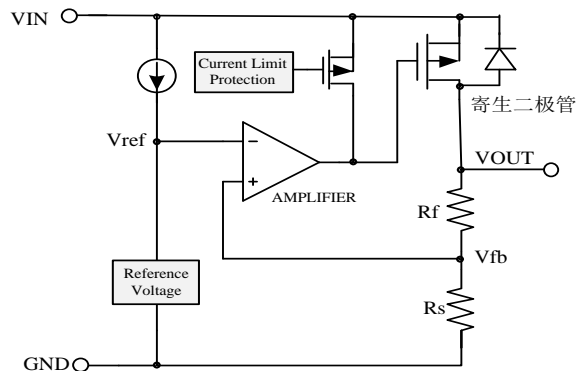 VIN
Current Limit
Protection
寄生二极管
Vref
−
+
AMPLIFIER
VOUT
Rf
Reference
Voltage
Vfb
Rs
GND